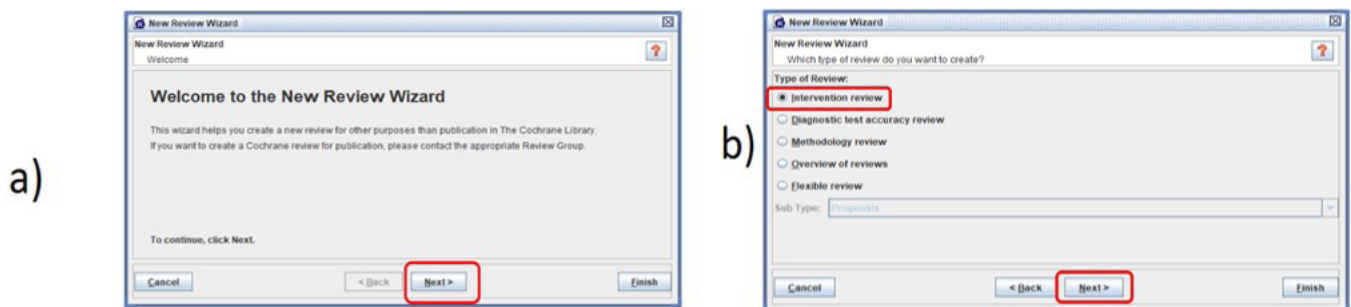 a)
New Review Wizard
New Review Wizard
Welcome
?
Welcome to the New Review Wizard
This wizard helps you create a new review for other purposes than publication in The Cochrane Library.
If you want to create a Cochrane review for publication, please contact the appropriate Review Group.
To continue, click Next.
Cancel < Back Next > Finish
b)
New Review Wizard
New Review Wizard
Which type of review do you want to create?
?
Type of Review:
Intervention review
Diagnostic test accuracy review
Methodology review
Overview of reviews
Flexible review
Sub Type: Prognosis
Cancel < Back Next > Finish